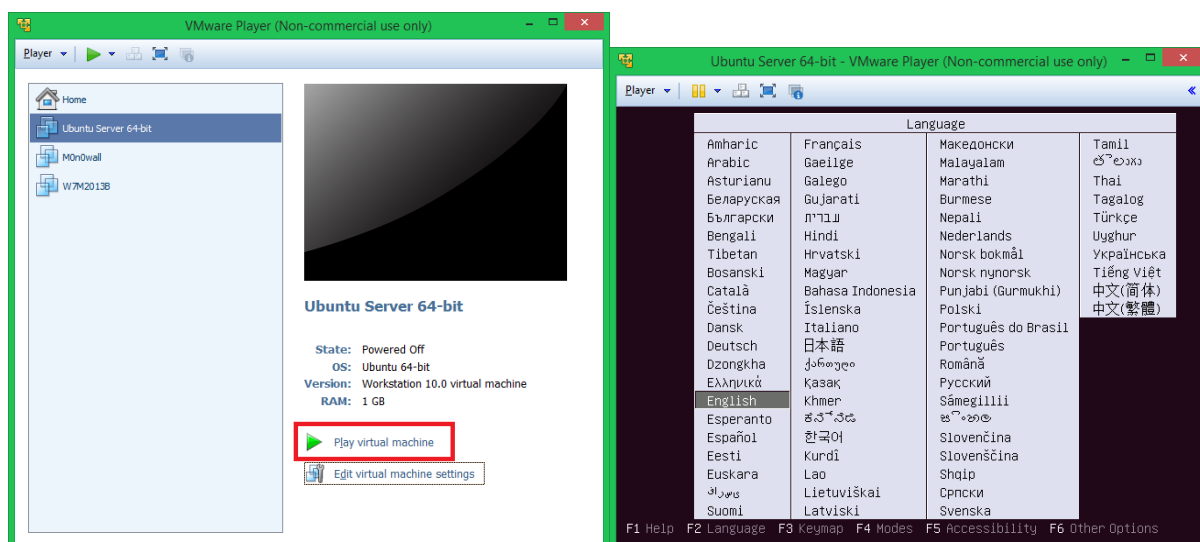 VMware Player (Non-commercial use only)
Player
Home
Ubuntu Server 64-bit
M0n0wall
W7M2013B
Ubuntu Server 64-bit
State: Powered Off
OS: Ubuntu 64-bit
Version: Workstation 10.0 virtual machine
RAM: 1 GB
Play virtual machine
Edit virtual machine settings
Ubuntu Server 64-bit - VMware Player (Non-commercial use only)
Player
Language
Amharic
Arabic
Asturianu
Беларуская
Български
Bengali
Tibetan
Bosanski
Català
Čeština
Dansk
Deutsch
Dzongkha
Ελληνικά
English
Esperanto
Español
Eesti
Euskara
Suomi
Français
Gaeilge
Galego
Gujarati
עברית
Hindi
Hrvatski
Magyar
Bahasa Indonesia
Íslenska
Italiano
日本語
ქართული
Қазақ
Khmer
ಕನ್ನಡ
한국어
Kurdî
Lao
Lietuviškai
Latviski
Македонски
Malayalam
Marathi
Burmese
Nepali
Nederlands
Norsk bokmål
Norsk nynorsk
Punjabi (Gurmukhi)
Polski
Português do Brasil
Português
Română
Русский
Sámegillii
Slovenčina
Slovenščina
Shqip
Српски
Svenska
Tamil
Thai
Tagalog
Türkçe
Uyghur
Українська
Tiếng Việt
中文(简体)
中文(繁體)
F1 Help F2 Language F3 Keymap F4 Modes F5 Accessibility F6 Other Options